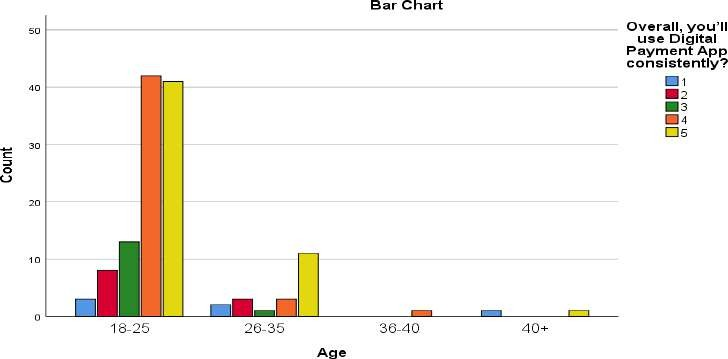 Bar Chart
Overall, you'll
use Digital
Payment App
consistently?
1
2
3
4
5
50
40
30
20
10
0
Count
18-25 26-35 36-40 40+
Age